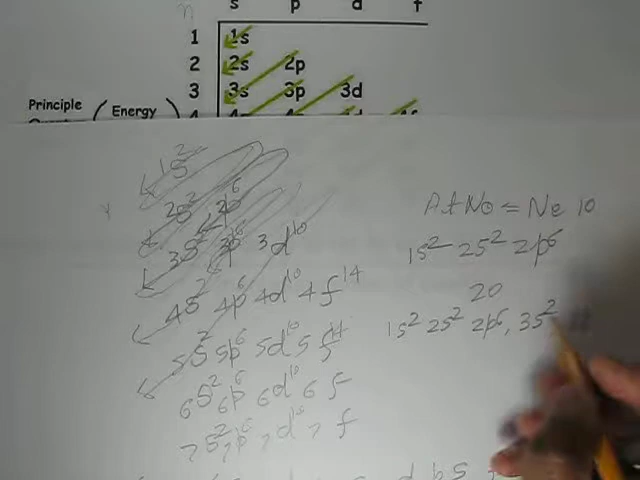 s p d f
n
1 1s
2 2s 2p
3 3s 3p 3d
Principle ( Energy )
1s²
2s² 2p⁶
3s² 3p⁶ 3d¹⁰
4s² 4p⁶ 4d¹⁰ 4f¹⁴
5s² 5p⁶ 5d¹⁰ 5f¹⁴
6s² 6p⁶ 6d¹⁰ 6f
7s² 7p⁶ 7d¹⁰ 7f
At No = Ne 10
1s² 2s² 2p⁶
20
1s² 2s² 2p⁶, 3s²